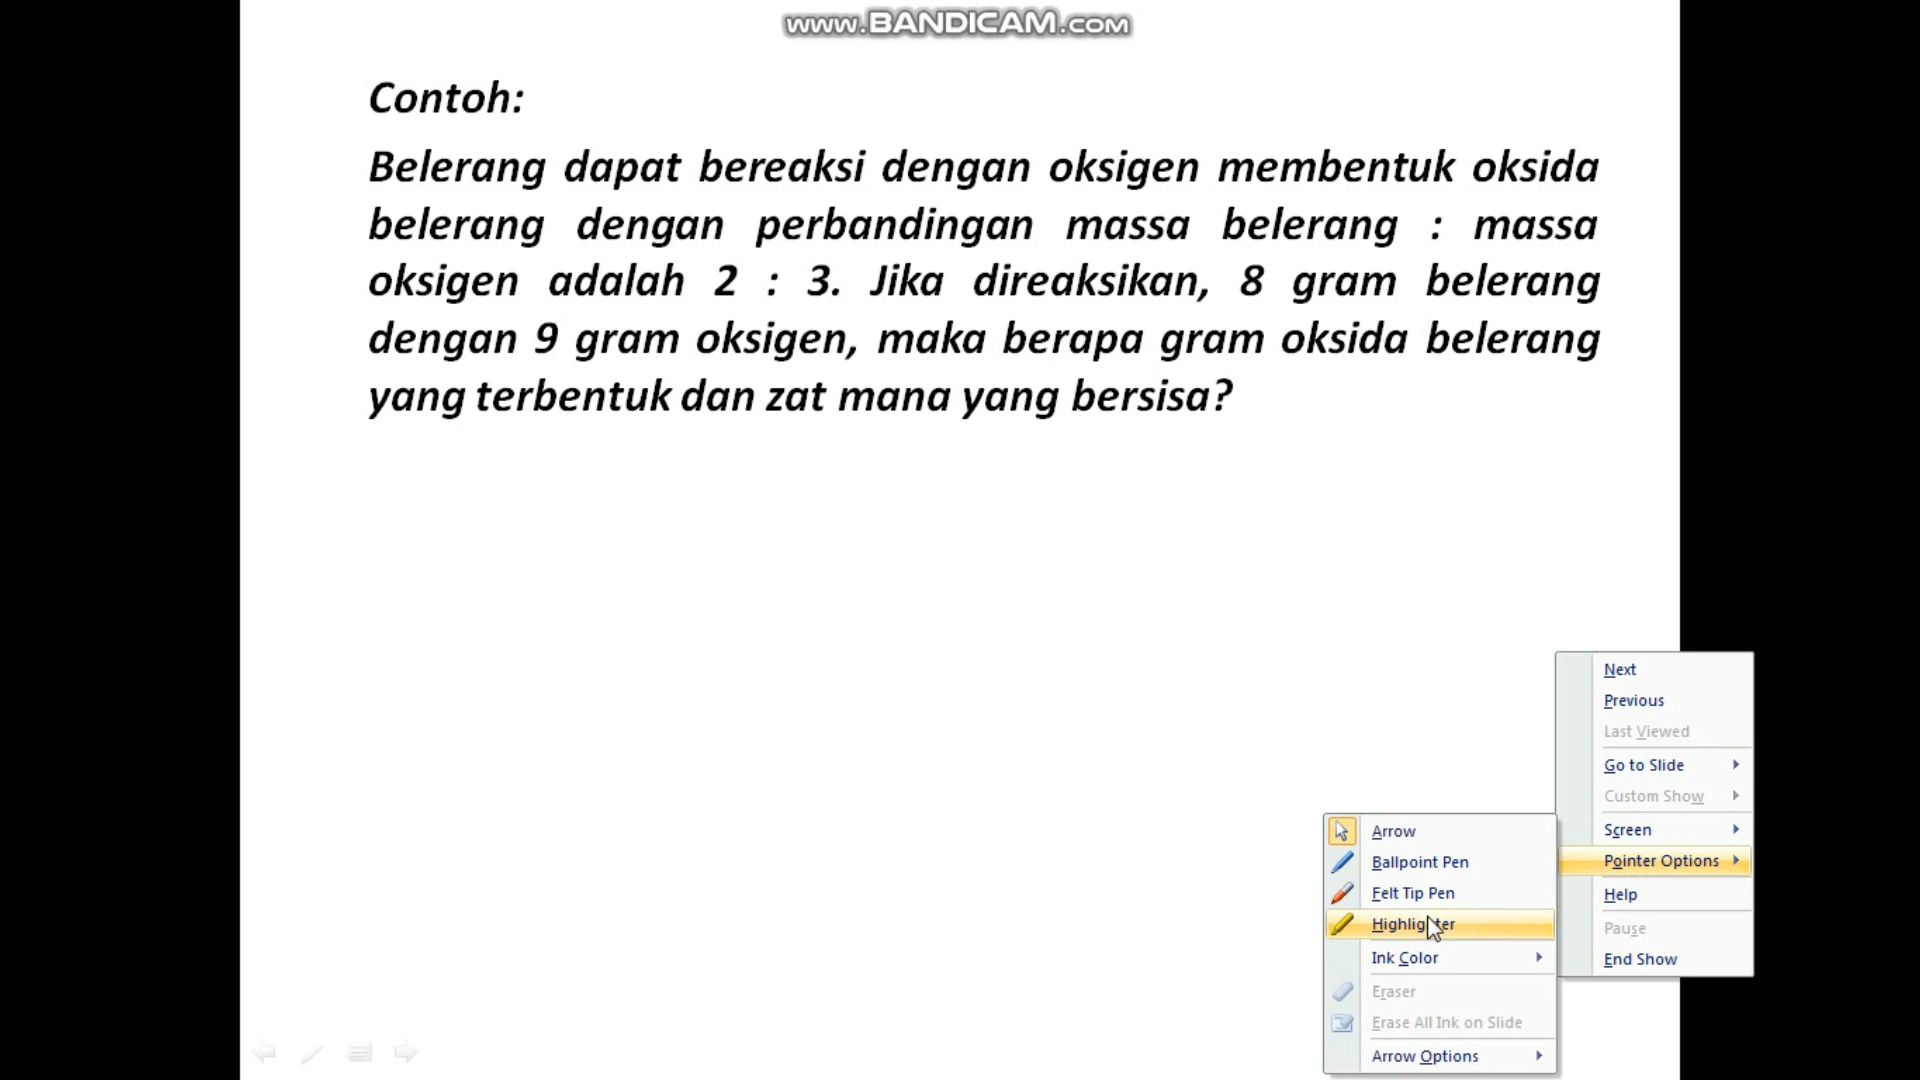 www.BANDICAM.com
Contoh:
Belerang dapat bereaksi dengan oksigen membentuk oksida
belerang dengan perbandingan massa belerang : massa
oksigen adalah 2 : 3. Jika direaksikan, 8 gram belerang
dengan 9 gram oksigen, maka berapa gram oksida belerang
yang terbentuk dan zat mana yang bersisa?
Next
Previous
Last Viewed
Go to Slide
Custom Show
Screen
Pointer Options
Help
Pause
End Show
Arrow
Ballpoint Pen
Felt Tip Pen
Highlighter
Ink Color
Eraser
Erase All Ink on Slide
Arrow Options